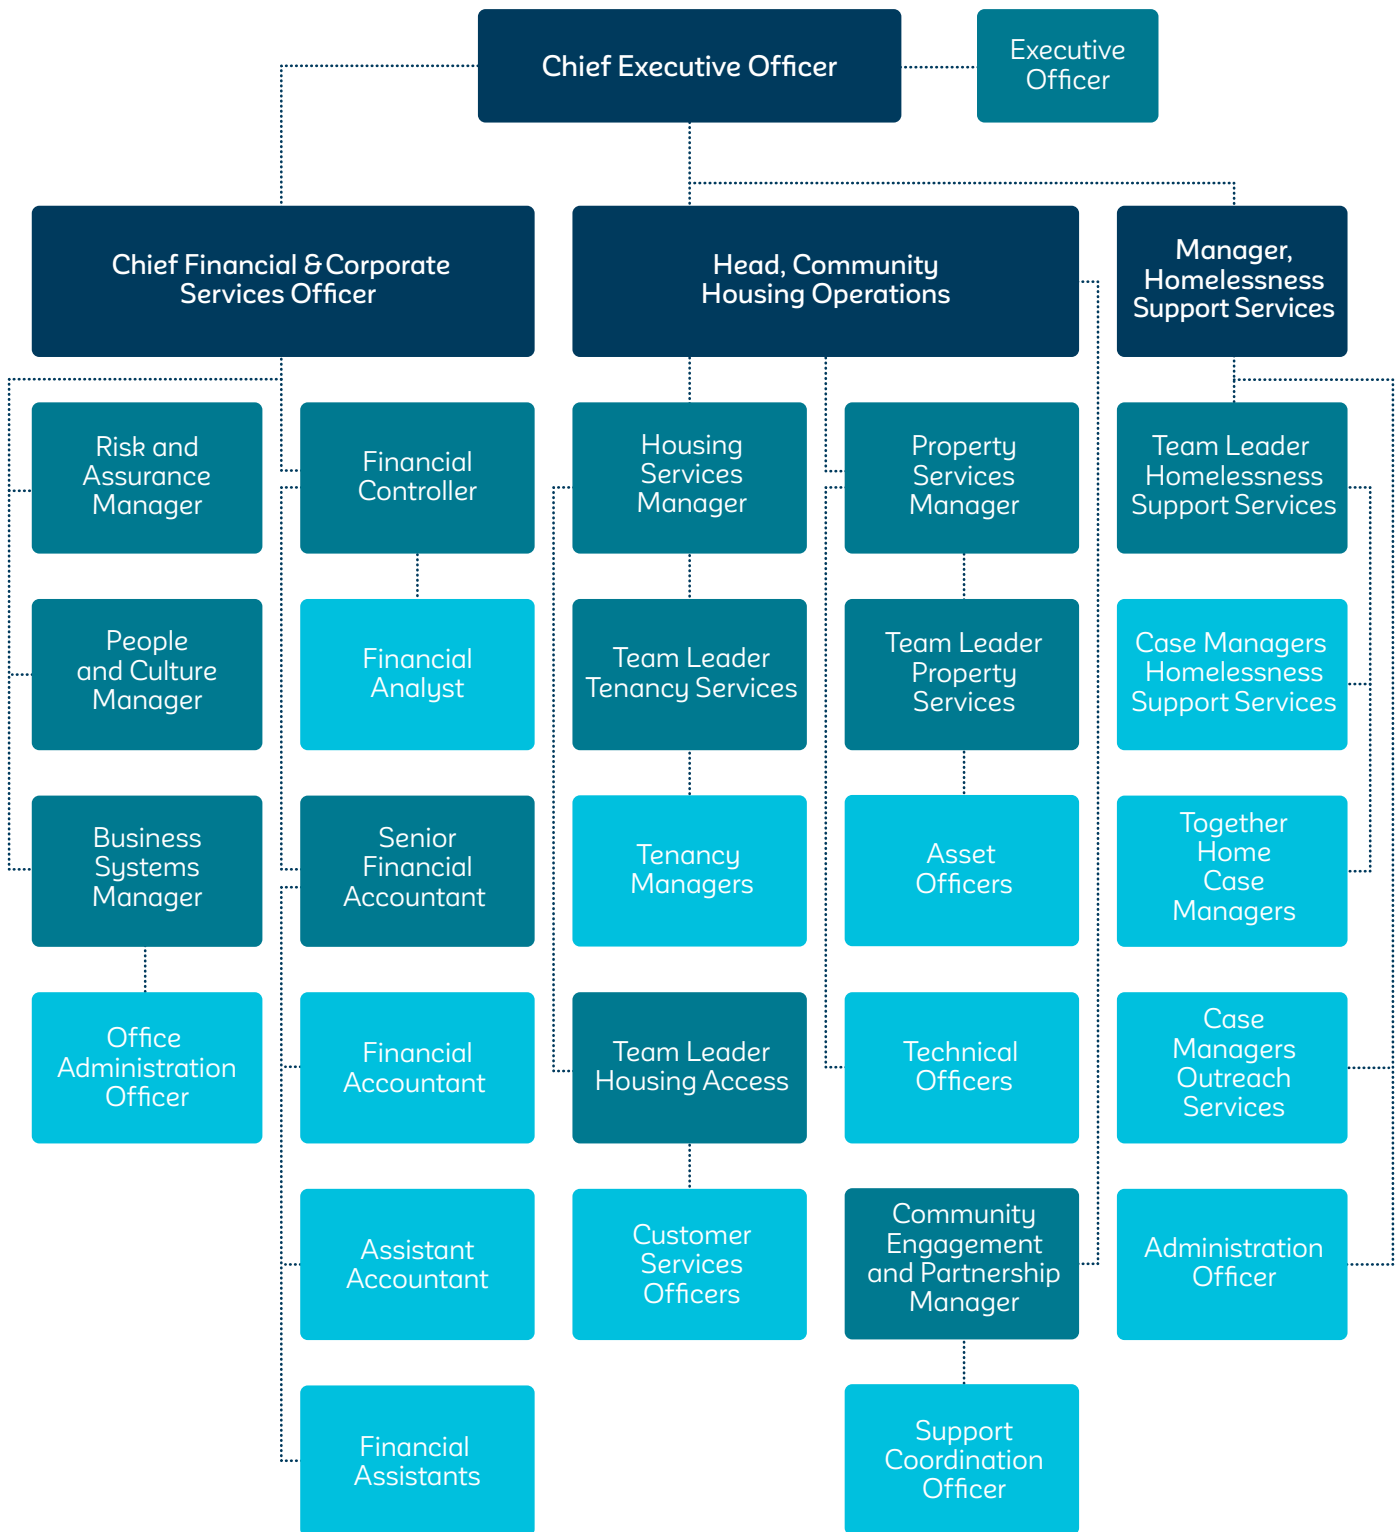 Chief Executive Officer
Executive
Officer
Chief Financial & Corporate
Services Officer
Head, Community
Housing Operations
Manager,
Homelessness
Support Services
Risk and
Assurance
Manager
Financial
Controller
Housing
Services
Manager
Property
Services
Manager
Team Leader
Homelessness
Support Services
People
and Culture
Manager
Financial
Analyst
Team Leader
Tenancy Services
Team Leader
Property
Services
Case Managers
Homelessness
Support Services
Business
Systems
Manager
Senior
Financial
Accountant
Tenancy
Managers
Asset
Officers
Together
Home
Case
Managers
Office
Administration
Officer
Financial
Accountant
Team Leader
Housing Access
Technical
Officers
Case
Managers
Outreach
Services
Assistant
Accountant
Customer
Services
Officers
Community
Engagement
and Partnership
Manager
Administration
Officer
Financial
Assistants
Support
Coordination
Officer